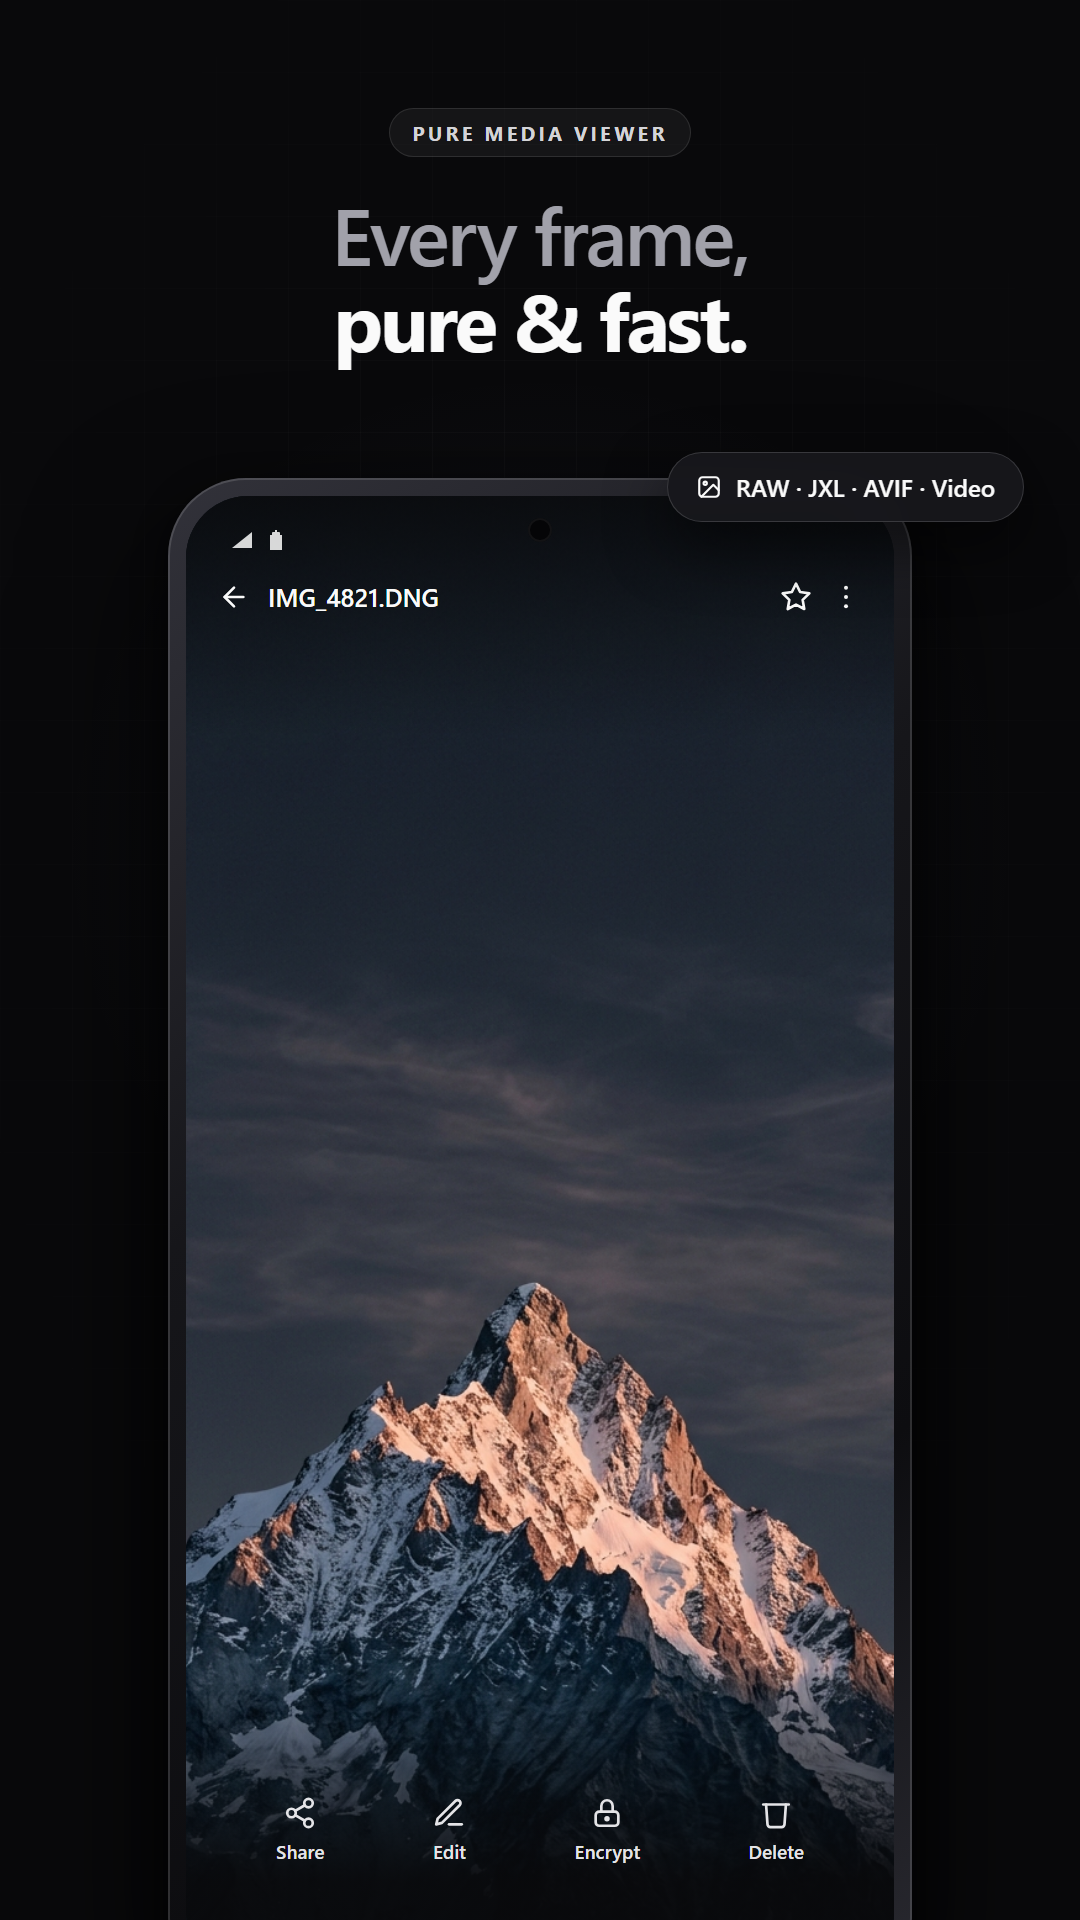 PURE MEDIA VIEWER
Every frame,
pure & fast.
RAW · JXL · AVIF · Video
IMG_4821.DNG
Share
Edit
Encrypt
Delete